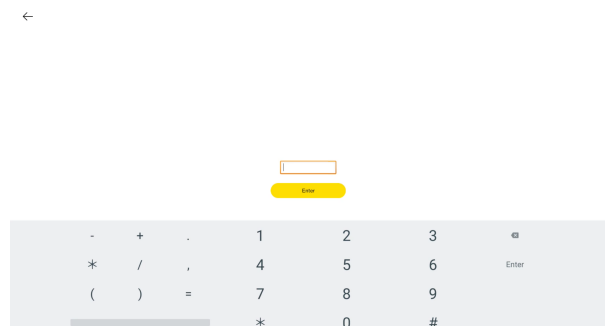 Enter
- + . 1 2 3
* / , 4 5 6 Enter
( ) = 7 8 9
* 0 #